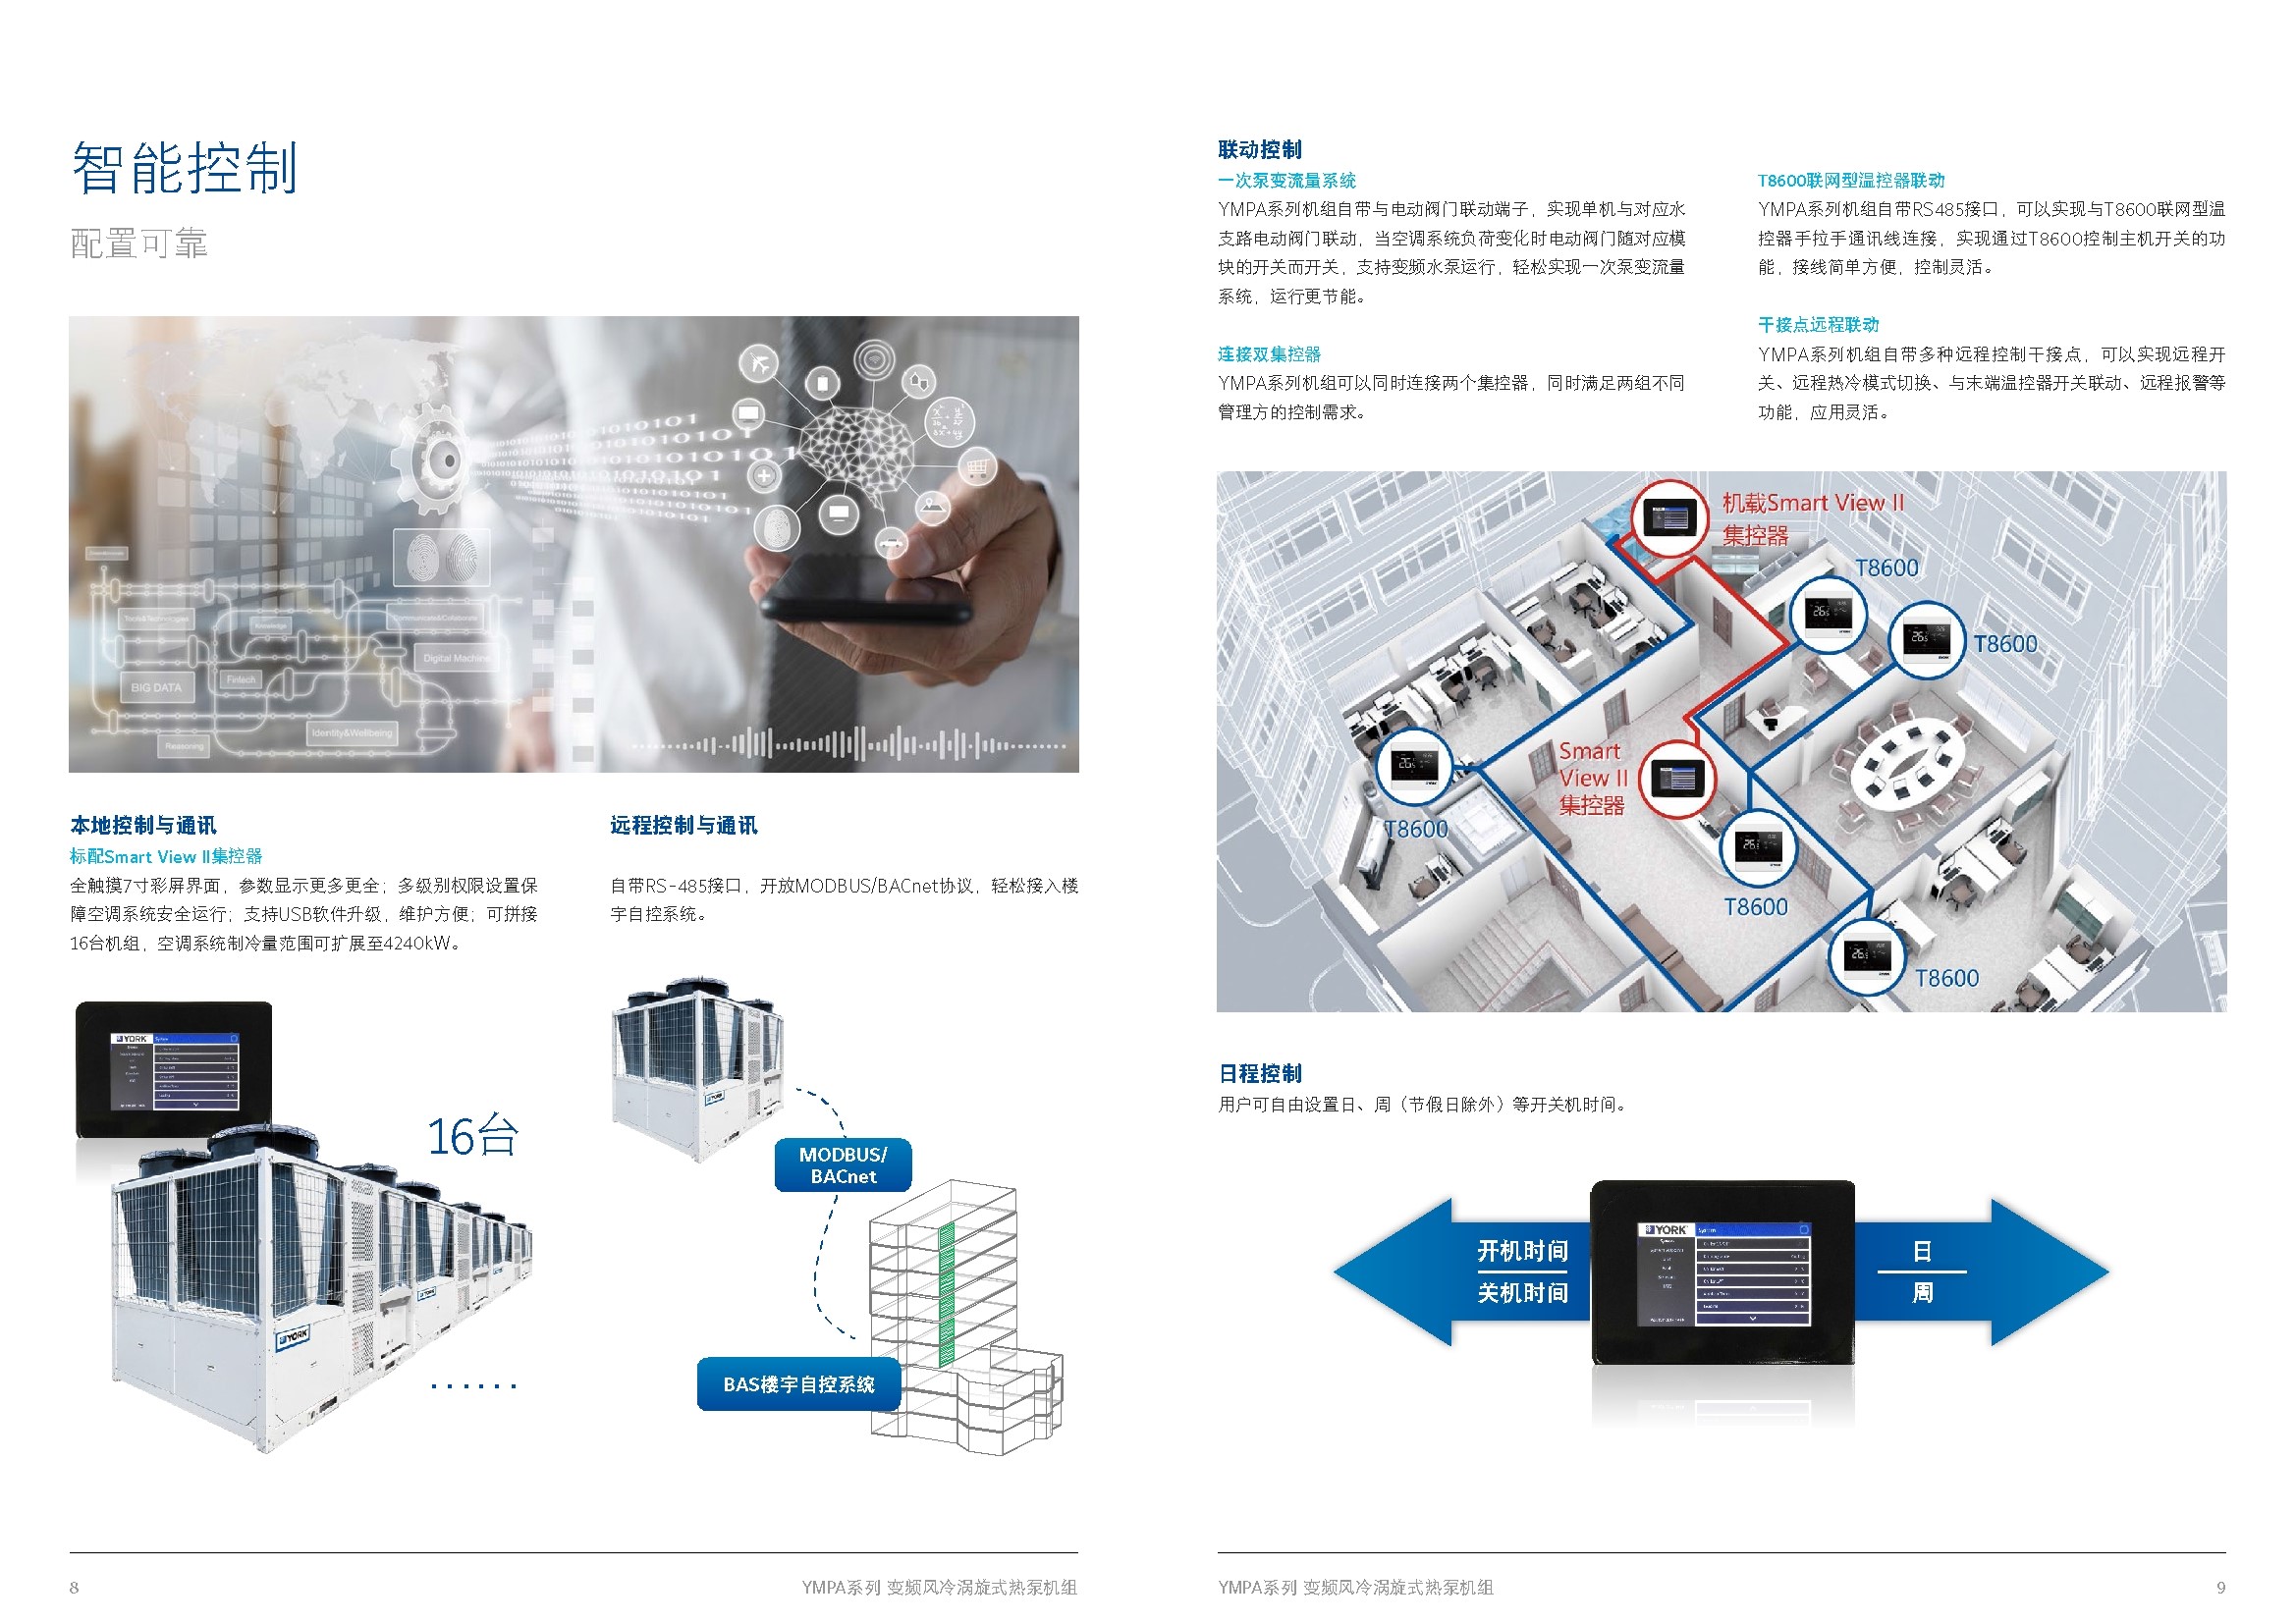 智能控制
配置可靠
BIG DATA
Fintech
Knowledge
Digital Machine
Identity&Wellbeing
Reasoning
本地控制与通讯
标配Smart View II集控器
全触摸7寸彩屏界面，参数显示更多更全；多级别权限设置保
障空调系统安全运行；支持USB软件升级，维护方便；可拼接
16台机组，空调系统制冷量范围可扩展至4240kW。
YORK
16台
YORK
······
远程控制与通讯
自带RS-485接口，开放MODBUS/BACnet协议，轻松接入楼
宇自控系统。
YORK
MODBUS/
BACnet
BAS楼宇自控系统
8
YMPA系列 变频风冷涡旋式热泵机组
联动控制
一次泵变流量系统
YMPA系列机组自带与电动阀门联动端子，实现单机与对应水
支路电动阀门联动，当空调系统负荷变化时电动阀门随对应模
块的开关而开关，支持变频水泵运行，轻松实现一次泵变流量
系统，运行更节能。
连接双集控器
YMPA系列机组可以同时连接两个集控器，同时满足两组不同
管理方的控制需求。
T8600联网型温控器联动
YMPA系列机组自带RS485接口，可以实现与T8600联网型温
控器手拉手通讯线连接，实现通过T8600控制主机开关的功
能，接线简单方便，控制灵活。
干接点远程联动
YMPA系列机组自带多种远程控制干接点，可以实现远程开
关、远程热冷模式切换、与末端温控器开关联动、远程报警等
功能，应用灵活。
机载Smart View II
集控器
T8600
T8600
Smart
View II
集控器
T8600
T8600
T8600
日程控制
用户可自由设置日、周（节假日除外）等开关机时间。
开机时间
关机时间
YORK
System
日
周
YMPA系列 变频风冷涡旋式热泵机组
9